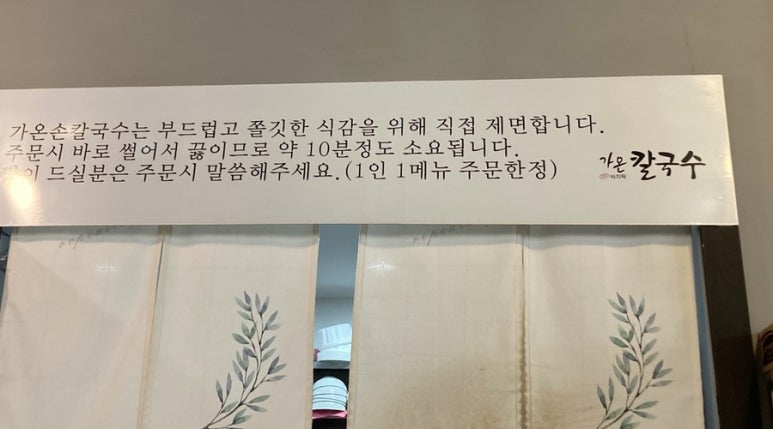 가온손칼국수는 부드럽고 쫄깃한 식감을 위해 직접 제면합니다.
주문시 바로 썰어서 끓이므로 약 10분정도 소요됩니다.
드실분은 주문시 말씀해주세요.(1인 1메뉴 주문한정)
가온
칼국수